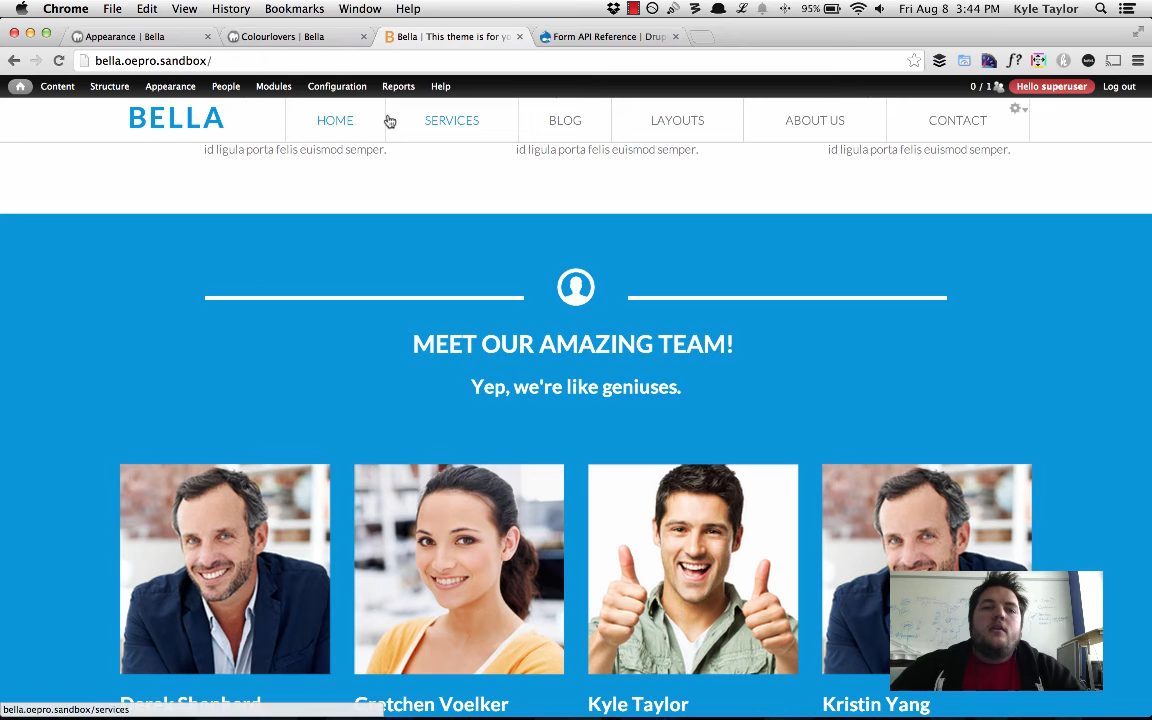 Chrome File Edit View History Bookmarks Window Help 95% Fri Aug 8 3:44 PM Kyle Taylor
Appearance | Bella
Colourlovers | Bella
Bella | This theme is for yo
Form API Reference | Drup
bella.oepro.sandbox/
Content Structure Appearance People Modules Configuration Reports Help 0 / 1 Hello superuser Log out
BELLA HOME SERVICES BLOG LAYOUTS ABOUT US CONTACT
id ligula porta felis euismod semper. id ligula porta felis euismod semper. id ligula porta felis euismod semper.
MEET OUR AMAZING TEAM!
Yep, we're like geniuses.
Derek Shepherd Gretchen Voelker Kyle Taylor Kristin Yang
bella.oepro.sandbox/services